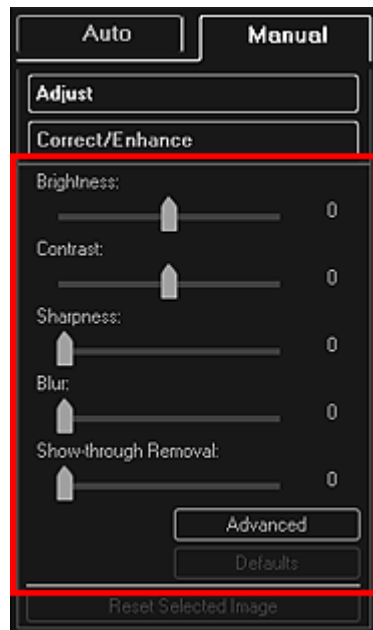 Auto Manual
Adjust
Correct/Enhance
Brightness:
0
Contrast:
0
Sharpness:
0
Blur:
0
Show-through Removal:
0
Advanced
Defaults
Reset Selected Image